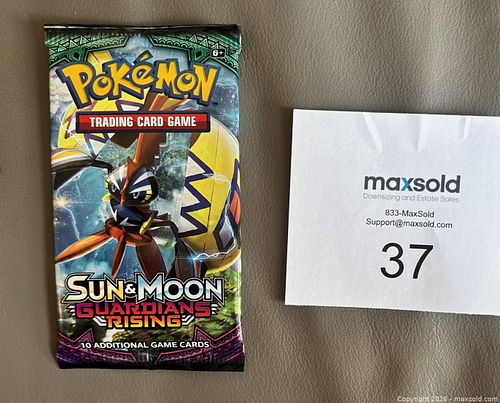 6+
POKéMON
TRADING CARD GAME
SUN & MOON
GUARDIANS
RISING
10 ADDITIONAL GAME CARDS
maxsold
Downsizing and Estate Sales
833-MaxSold
Support@maxsold.com
37
Copyright 2026 - maxsold.com